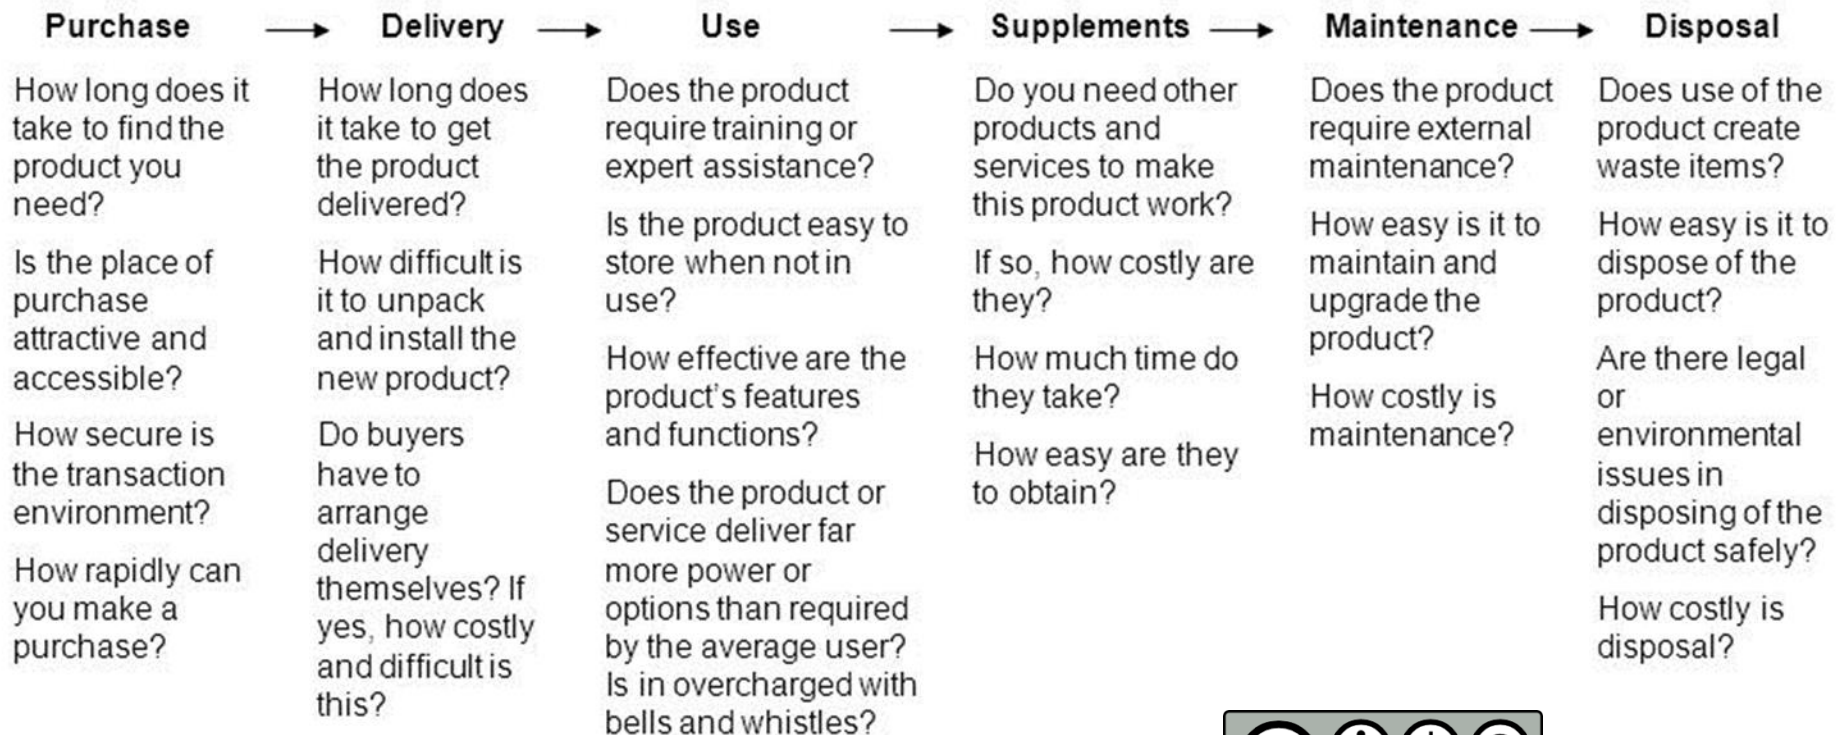 Purchase
Delivery
Use
Supplements
Maintenance
Disposal
How long does it
take to find the
product you
need?
Is the place of
purchase
attractive and
accessible?
How secure is
the transaction
environment?
How rapidly can
you make a
purchase?
How long does
it take to get
the product
delivered?
How difficult is
it to unpack
and install the
new product?
Do buyers
have to
arrange
delivery
themselves? If
yes, how costly
and difficult is
this?
Does the product
require training or
expert assistance?
Is the product easy to
store when not in
use?
How effective are the
product's features
and functions?
Does the product or
service deliver far
more power or
options than required
by the average user?
Is in overcharged with
bells and whistles?
Do you need other
products and
services to make
this product work?
If so, how costly are
they?
How much time do
they take?
How easy are they
to obtain?
Does the product
require external
maintenance?
How easy is it to
maintain and
upgrade the
product?
How costly is
maintenance?
Does use of the
product create
waste items?
How easy is it to
dispose of the
product?
Are there legal
or
environmental
issues in
disposing of the
product safely?
How costly is
disposal?